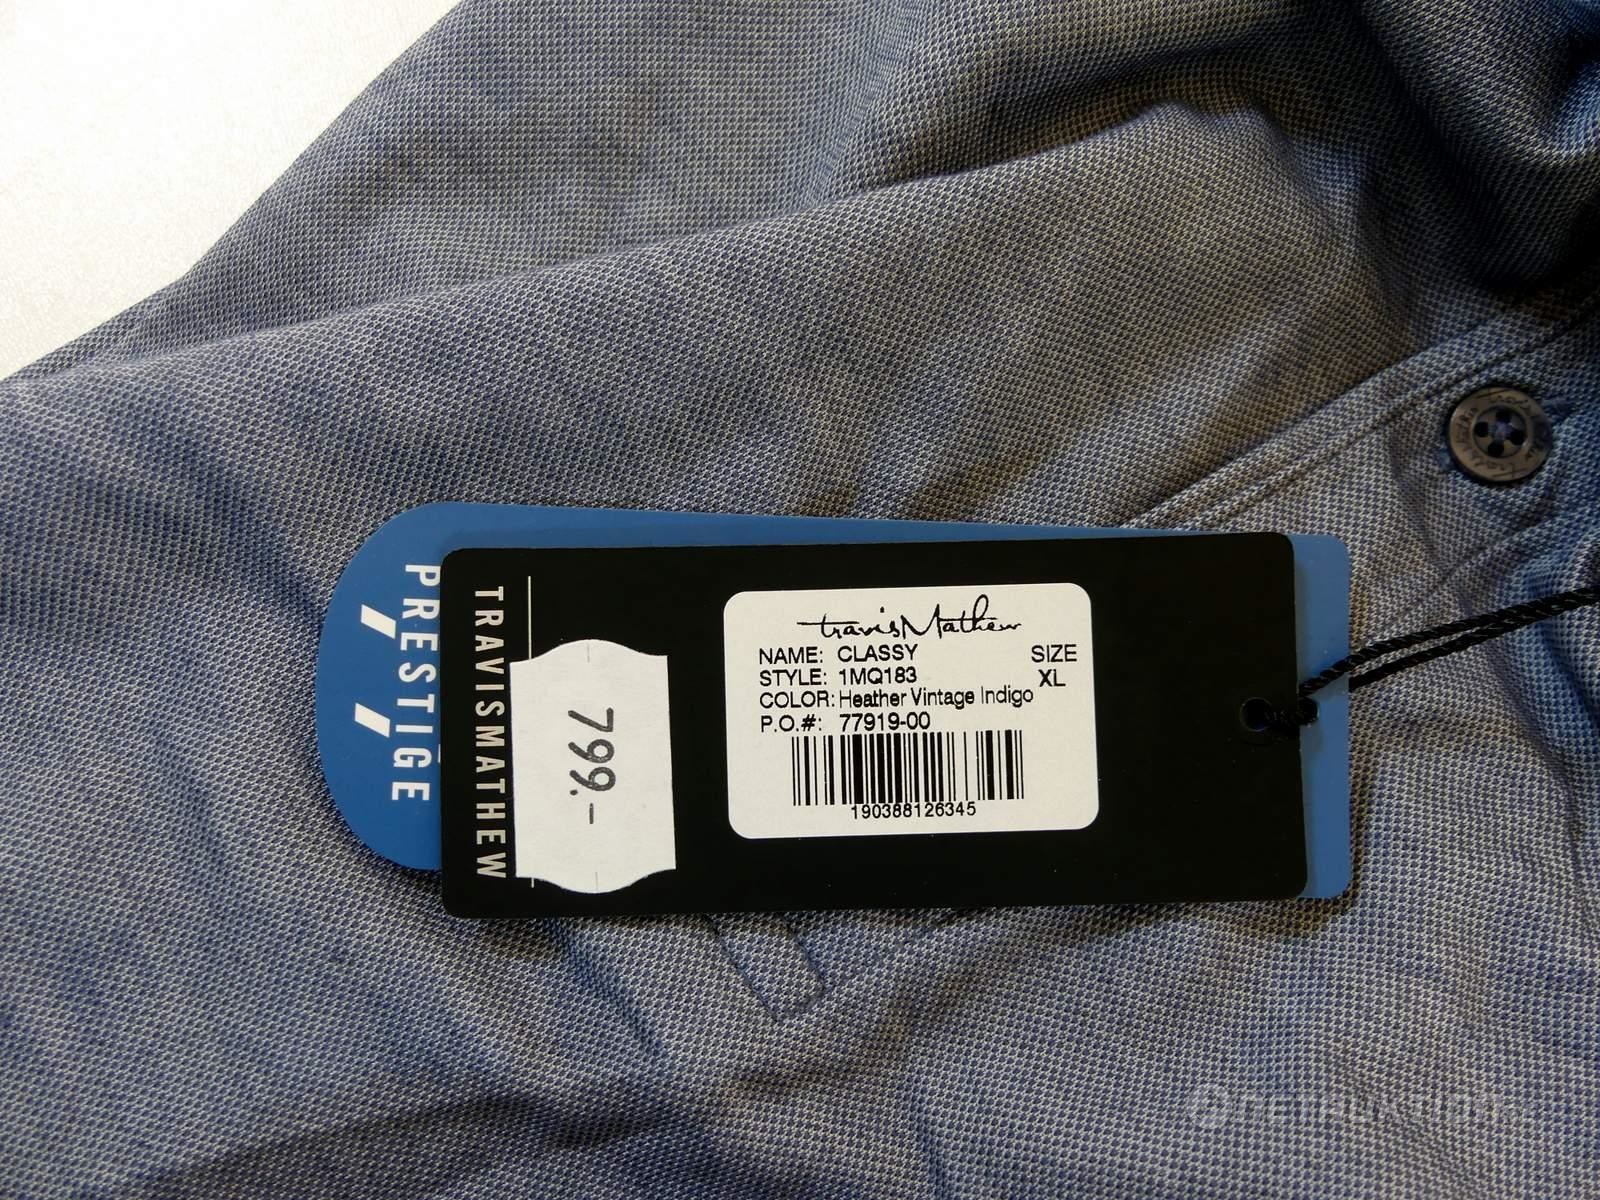 PRESTIGE
TRAVISMATHEW
799.-
travisMathew
NAME: CLASSY
SIZE
STYLE: 1MQ183
XL
COLOR: Heather Vintage Indigo
P.O.#: 77919-00
190388126345